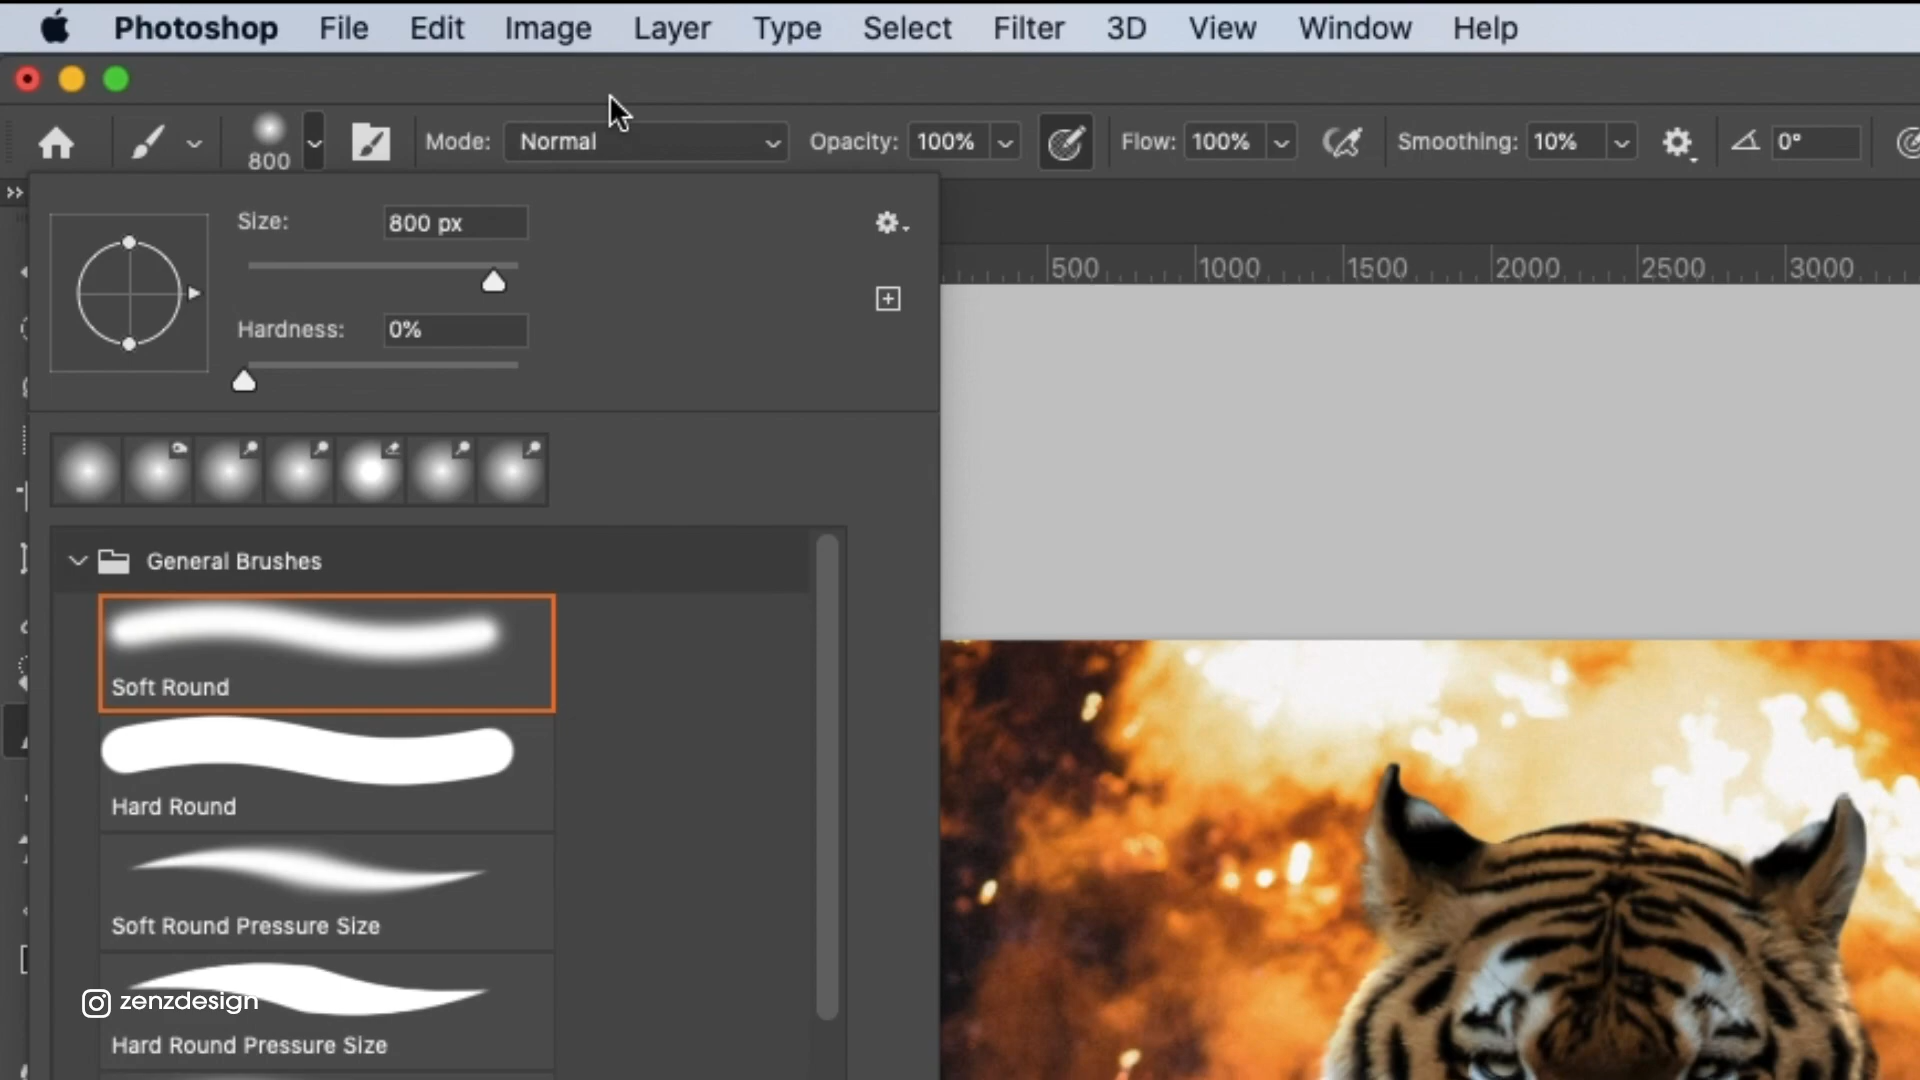 Photoshop File Edit Image Layer Type Select Filter 3D View Window Help
800 Mode: Normal Opacity: 100% Flow: 100% Smoothing: 10% 0°
Size: 800 px
Hardness: 0%
500 1000 1500 2000 2500 3000
General Brushes
Soft Round
Hard Round
Soft Round Pressure Size
zenzdesign
Hard Round Pressure Size